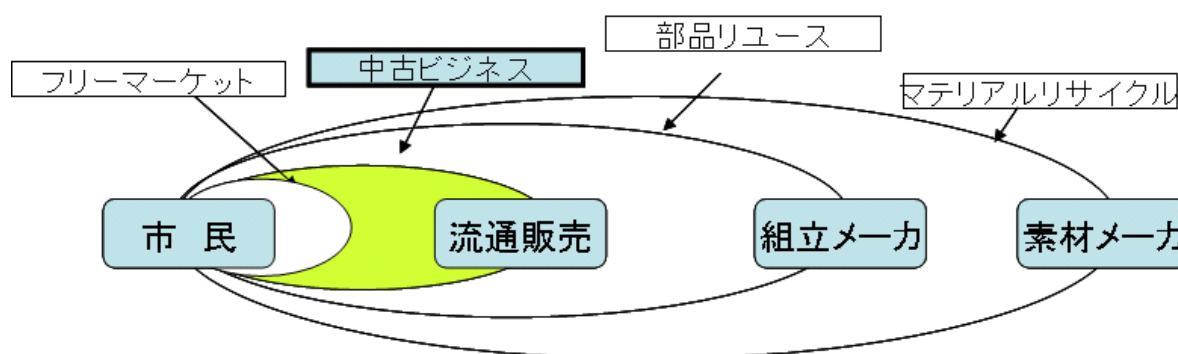 部品リユース
中古ビジネス
フリーマーケット
マテリアルリサイクル
市 民
流通販売
組立メーカ
素材メーカ